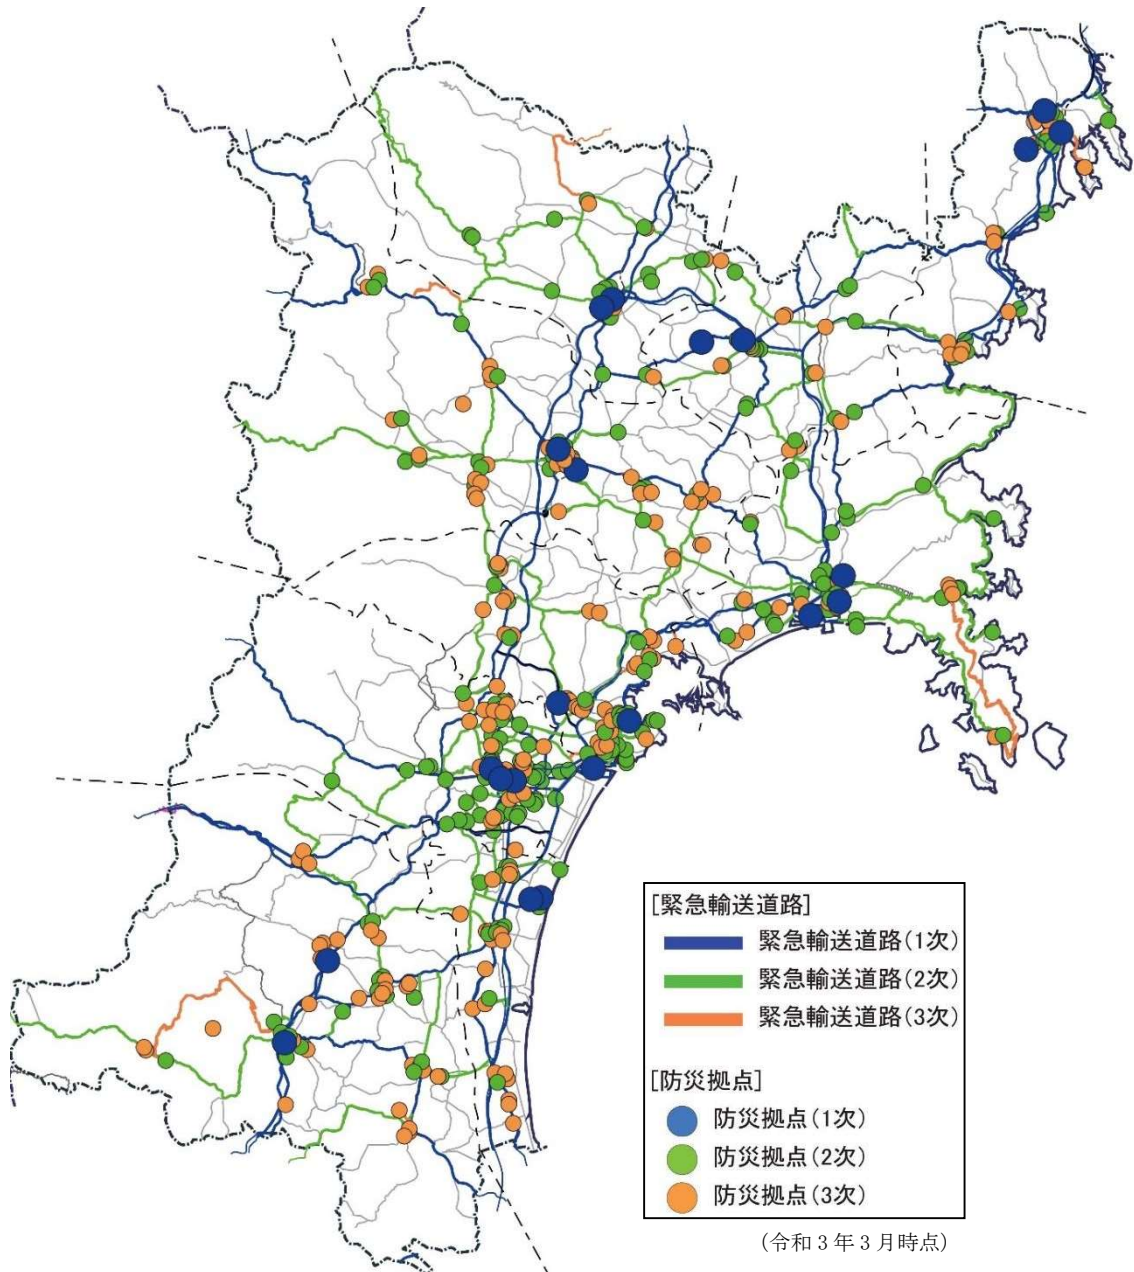 [緊急輸送道路]
緊急輸送道路(1次)
緊急輸送道路(2次)
緊急輸送道路(3次)
[防災拠点]
防災拠点(1次)
防災拠点(2次)
防災拠点(3次)
(令和3年3月時点)